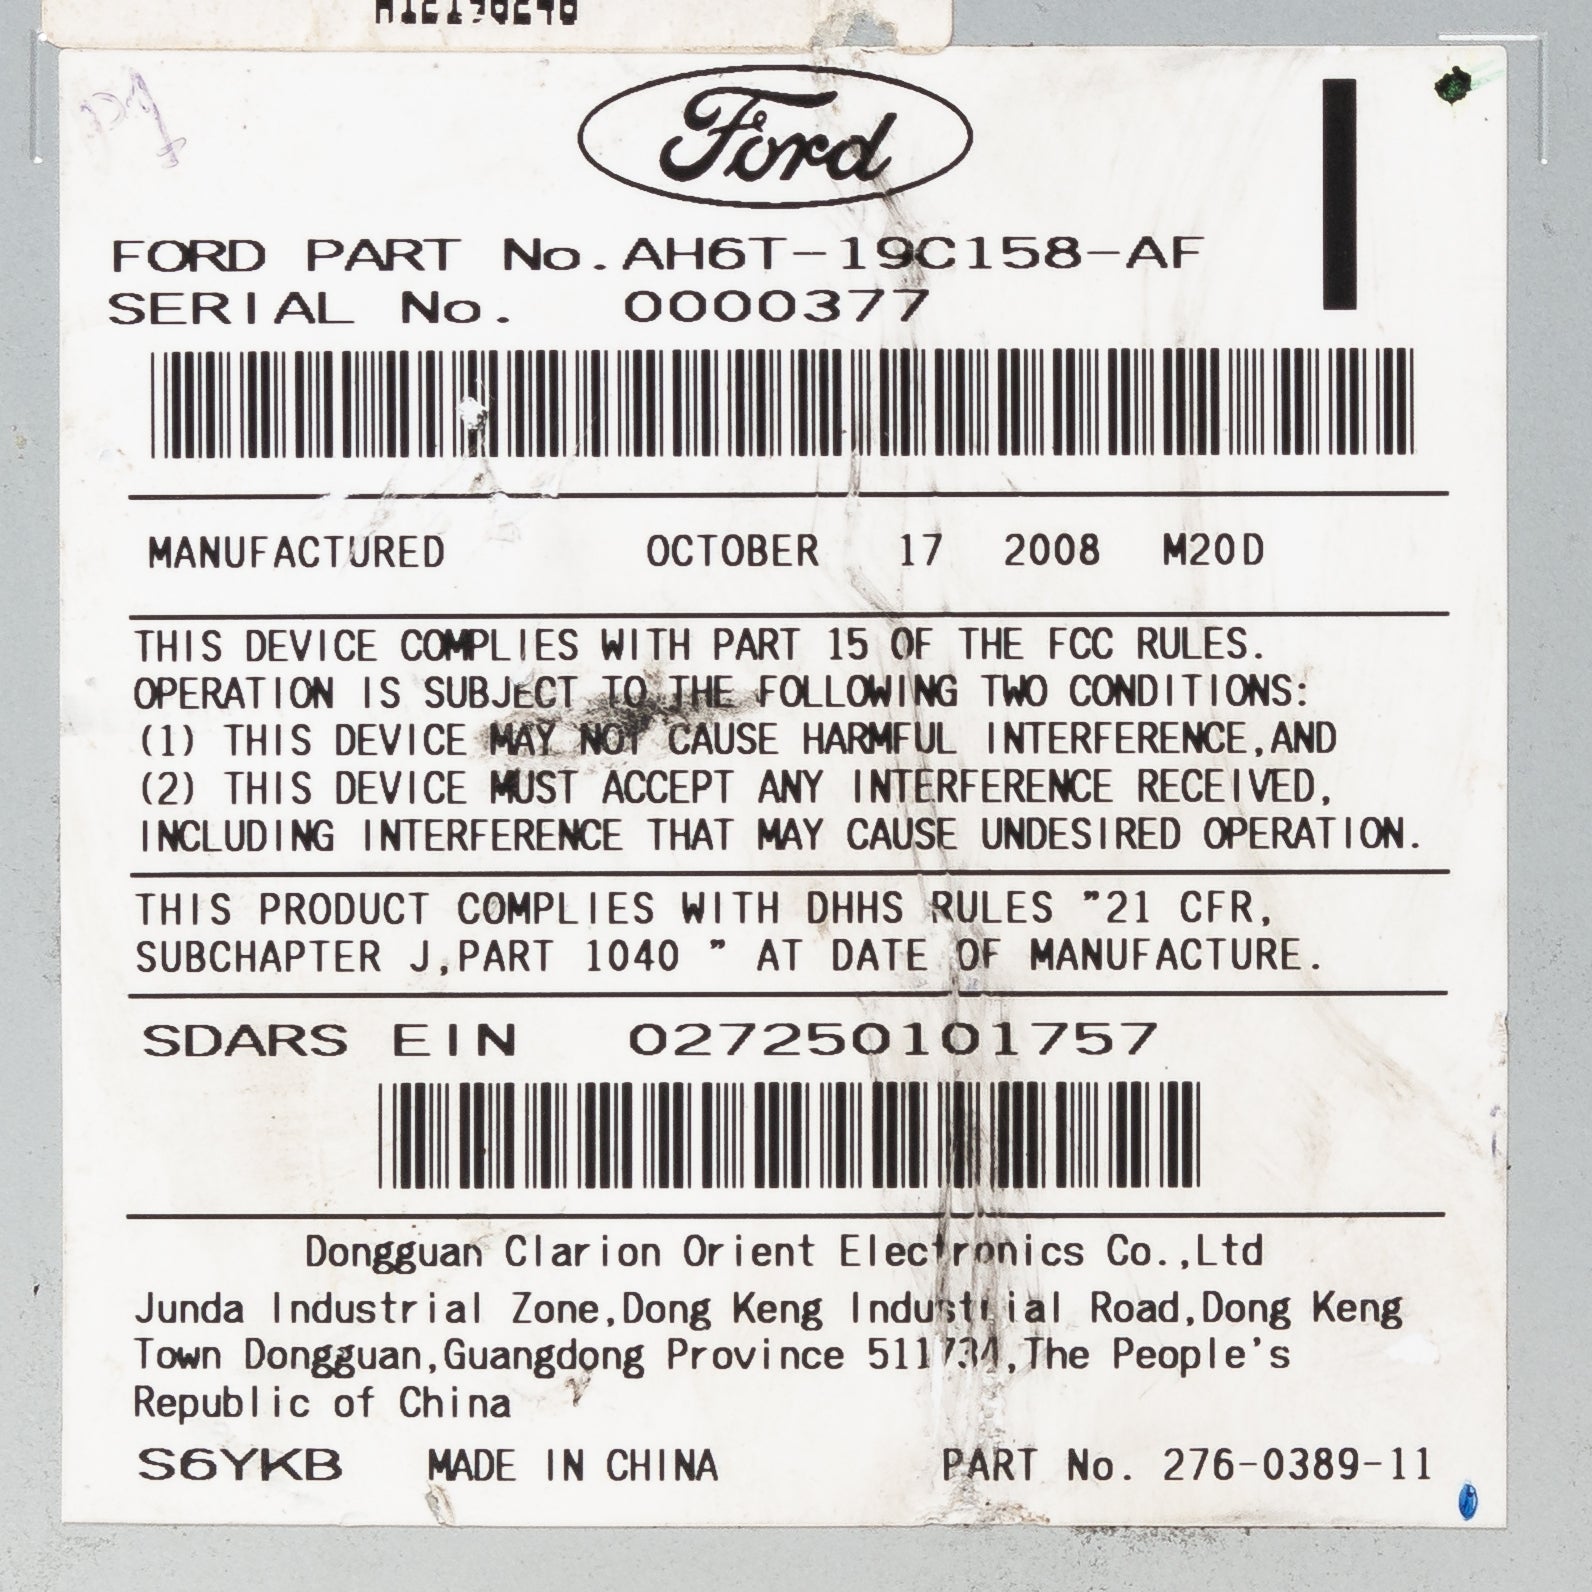 Ford
FORD PART No. AH6T-19C158-AF
SERIAL No. 0000377
MANUFACTURED OCTOBER 17 2008 M20D
THIS DEVICE COMPLIES WITH PART 15 OF THE FCC RULES.
OPERATION IS SUBJECT TO THE FOLLOWING TWO CONDITIONS:
(1) THIS DEVICE MAY NOT CAUSE HARMFUL INTERFERENCE,AND
(2) THIS DEVICE MUST ACCEPT ANY INTERFERENCE RECEIVED,
INCLUDING INTERFERENCE THAT MAY CAUSE UNDESIRED OPERATION.
THIS PRODUCT COMPLIES WITH DHHS RULES "21 CFR,
SUBCHAPTER J,PART 1040 " AT DATE OF MANUFACTURE.
SDARS EIN 027250101757
Dongguan Clarion Orient Electronics Co.,Ltd
Junda Industrial Zone,Dong Keng Industrial Road,Dong Keng
Town Dongguan,Guangdong Province 511734,The People's
Republic of China
S6YKB MADE IN CHINA PART No. 276-0389-11